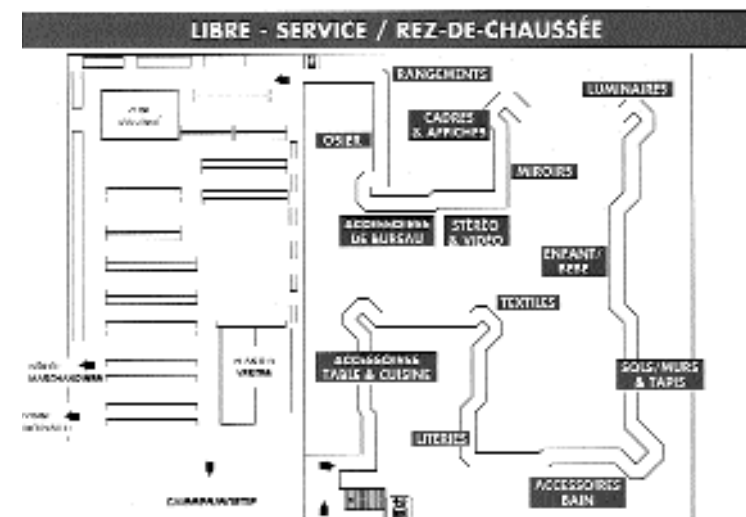 LIBRE - SERVICE / REZ-DE-CHAUSSÉE
RANGEMENTS
LUMINAIRES
CADRES
& AFFICHES
OSIER
MIROIRS
ACCESSOIRES
DE BUREAU
STÉRÉO
& VIDÉO
ENFANT/
BEBE
TEXTILES
ACCESSOIRES
TABLE & CUISINE
SOLS/MURS
& TAPIS
LITERIES
ACCESSOIRES
BAIN